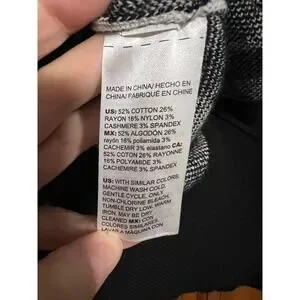 MADE IN CHINA/ HECHO EN
CHINA/ FABRIQUÉ EN CHINE
US: 52% COTTON 26%
RAYON 16% NYLON 3%
CASHMERE 3% SPANDEX
MX: 52% ALGODÓN 26%
rayón 16% poliamida 3%
CACHEMIR 3% elastano CA:
52% COTON 26% RAYONNE
16% POLYAMIDE 3%
CACHEMIRE 3% SPANDEX
US: WITH SIMILAR COLORS,
MACHINE WASH COLD,
GENTLE CYCLE. ONLY
NON-CHLORINE BLEACH,
TUMBLE DRY LOW. WARM
IRON. MAY BE DRY
CLEANED MX: CON
COLORES SIMILARES,
LAVAR A MAQUINA CON